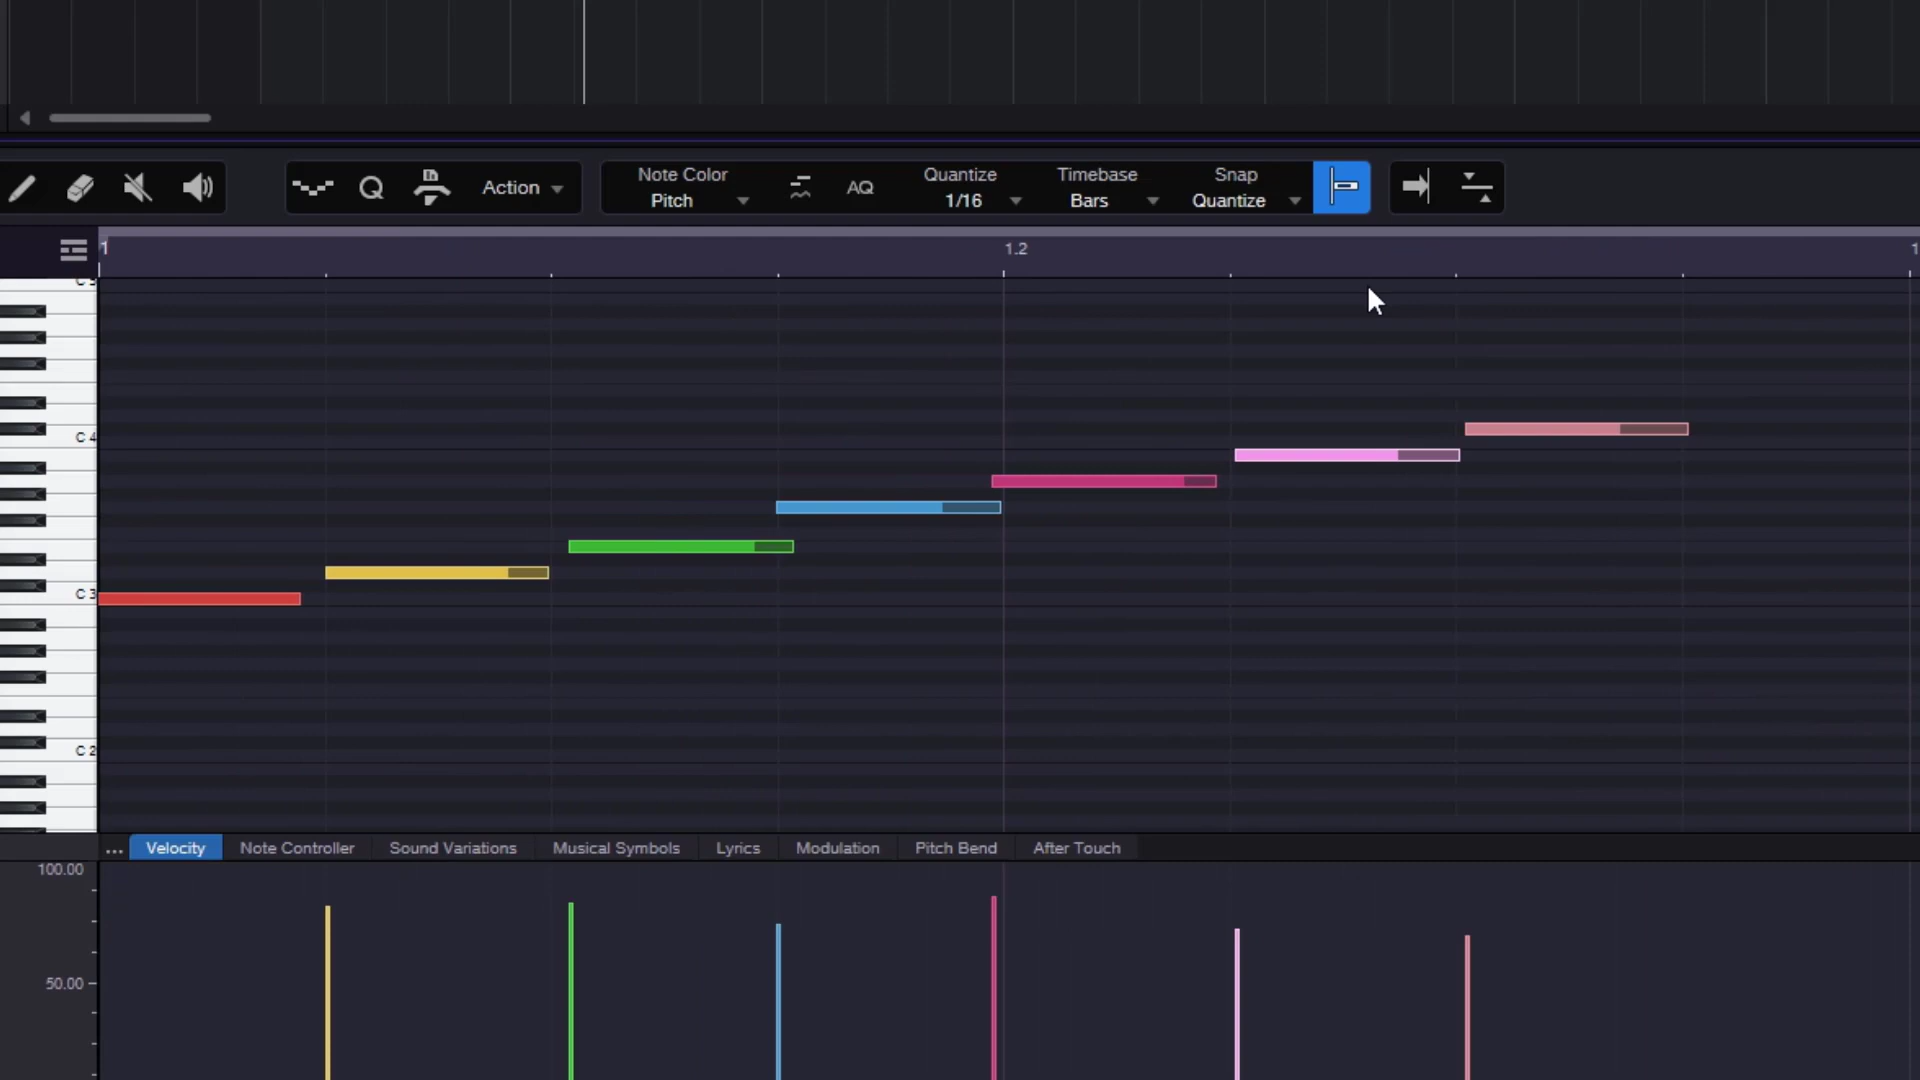 Action
Note Color
Pitch
AQ
Quantize
1/16
Timebase
Bars
Snap
Quantize
Q
1
1.2
1
C 4
C 3
C 2
... Velocity Note Controller Sound Variations Musical Symbols Lyrics Modulation Pitch Bend After Touch
100.00
50.00